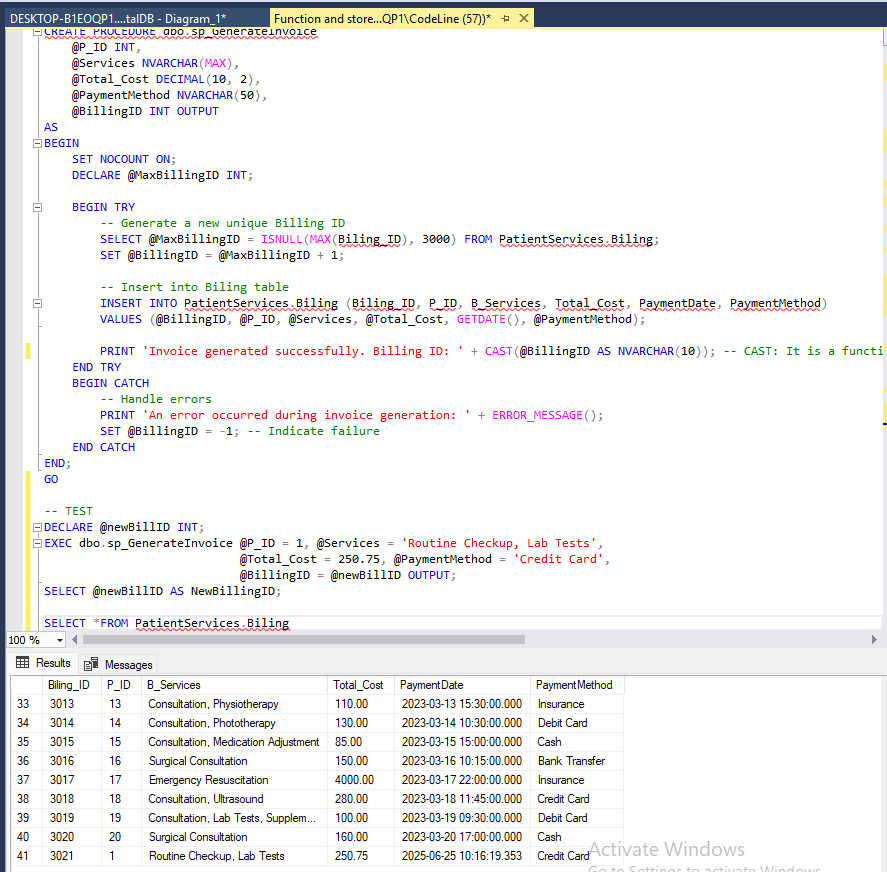 DESKTOP-B1EOQP1....talDB - Diagram_1*
Function and store...QP1\CodeLine (57))*
CREATE PROCEDURE dbo.sp_GenerateInvoice
@P_ID INT,
@Services NVARCHAR(MAX),
@Total_Cost DECIMAL(10, 2),
@PaymentMethod NVARCHAR(50),
@BillingID INT OUTPUT
AS
BEGIN
SET NOCOUNT ON;
DECLARE @MaxBillingID INT;
BEGIN TRY
-- Generate a new unique Billing ID
SELECT @MaxBillingID = ISNULL(MAX(Biling_ID), 3000) FROM PatientServices.Biling;
SET @BillingID = @MaxBillingID + 1;
-- Insert into Biling table
INSERT INTO PatientServices.Biling (Biling_ID, P_ID, B_Services, Total_Cost, PaymentDate, PaymentMethod)
VALUES (@BillingID, @P_ID, @Services, @Total_Cost, GETDATE(), @PaymentMethod);
PRINT 'Invoice generated successfully. Billing ID: ' + CAST(@BillingID AS NVARCHAR(10)); -- CAST: It is a functi
END TRY
BEGIN CATCH
-- Handle errors
PRINT 'An error occurred during invoice generation: ' + ERROR_MESSAGE();
SET @BillingID = -1; -- Indicate failure
END CATCH
END;
GO
-- TEST
DECLARE @newBillID INT;
EXEC dbo.sp_GenerateInvoice @P_ID = 1, @Services = 'Routine Checkup, Lab Tests',
@Total_Cost = 250.75, @PaymentMethod = 'Credit Card',
@BillingID = @newBillID OUTPUT;
SELECT @newBillID AS NewBillingID;
SELECT *FROM PatientServices.Biling
100 %
Results Messages
Biling_ID P_ID B_Services Total_Cost PaymentDate PaymentMethod
33 3013 13 Consultation, Physiotherapy 110.00 2023-03-13 15:30:00.000 Insurance
34 3014 14 Consultation, Phototherapy 130.00 2023-03-14 10:30:00.000 Debit Card
35 3015 15 Consultation, Medication Adjustment 85.00 2023-03-15 15:00:00.000 Cash
36 3016 16 Surgical Consultation 150.00 2023-03-16 10:15:00.000 Bank Transfer
37 3017 17 Emergency Resuscitation 4000.00 2023-03-17 22:00:00.000 Insurance
38 3018 18 Consultation, Ultrasound 280.00 2023-03-18 11:45:00.000 Credit Card
39 3019 19 Consultation, Lab Tests, Supplem... 100.00 2023-03-19 09:30:00.000 Debit Card
40 3020 20 Surgical Consultation 160.00 2023-03-20 17:00:00.000 Cash
41 3021 1 Routine Checkup, Lab Tests 250.75 2025-06-25 10:16:19.353 Credit Card
Activate Windows
Go to Settings to activate Windows.